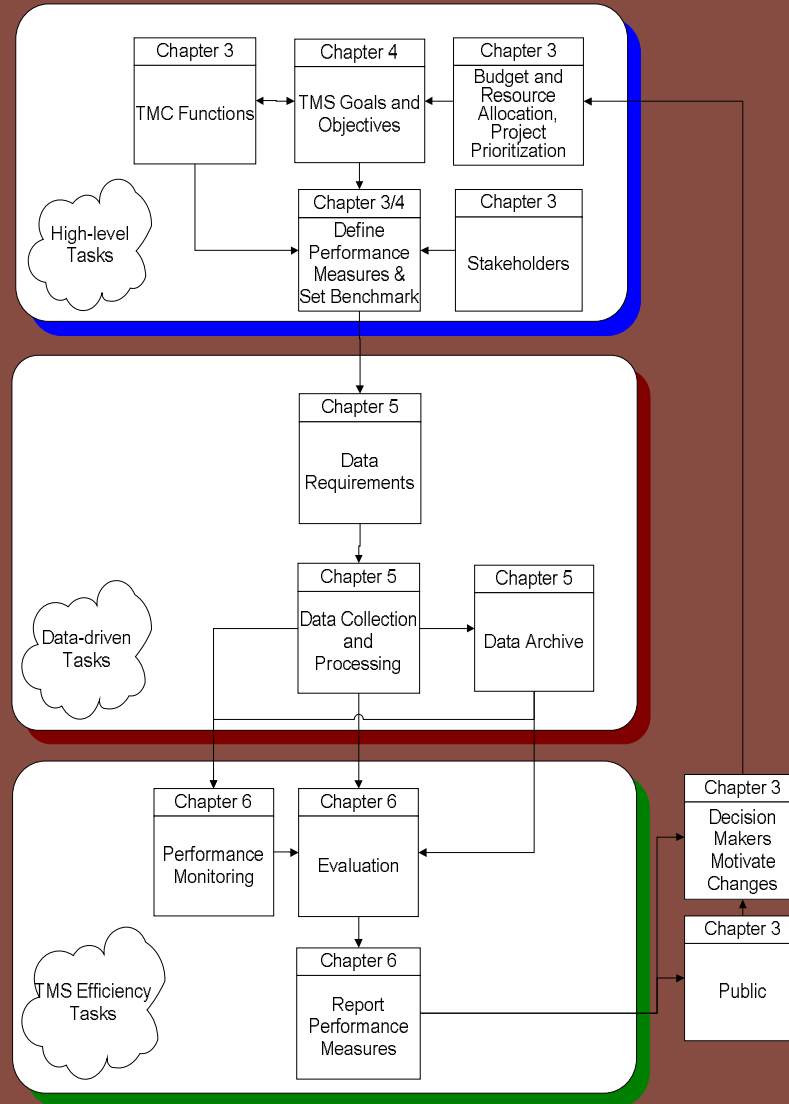 Chapter 3
TMC Functions
Chapter 4
TMS Goals and
Objectives
Chapter 3
Budget and
Resource
Allocation,
Project
Prioritization
High-level
Tasks
Chapter 3/4
Define
Performance
Measures &
Set Benchmark
Chapter 3
Stakeholders
Chapter 5
Data
Requirements
Chapter 5
Data Collection
and
Processing
Chapter 5
Data Archive
Data-driven
Tasks
Chapter 6
Performance
Monitoring
Chapter 6
Evaluation
Chapter 3
Decision
Makers
Motivate
Changes
Chapter 3
Public
TMS Efficiency
Tasks
Chapter 6
Report
Performance
Measures